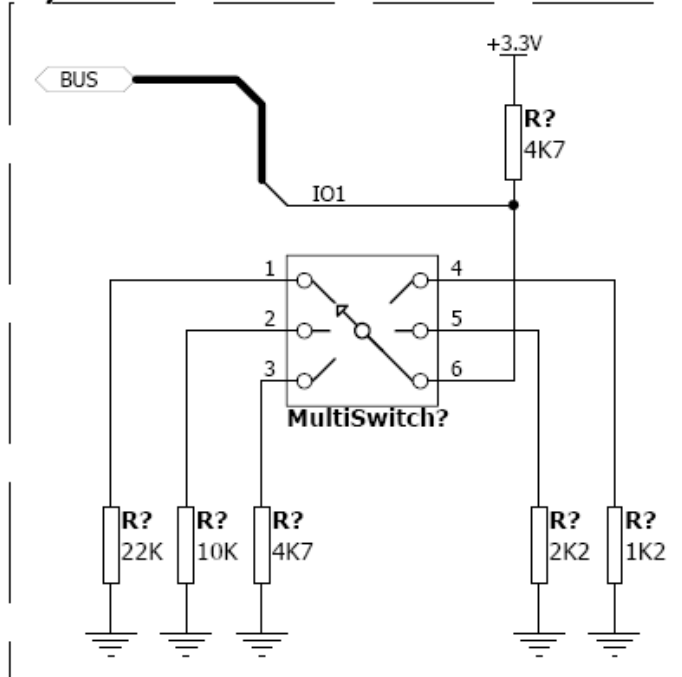 +3.3V
BUS
R?
4K7
IO1
1
4
2
5
3
6
MultiSwitch?
R?
22K
R?
10K
R?
4K7
R?
2K2
R?
1K2